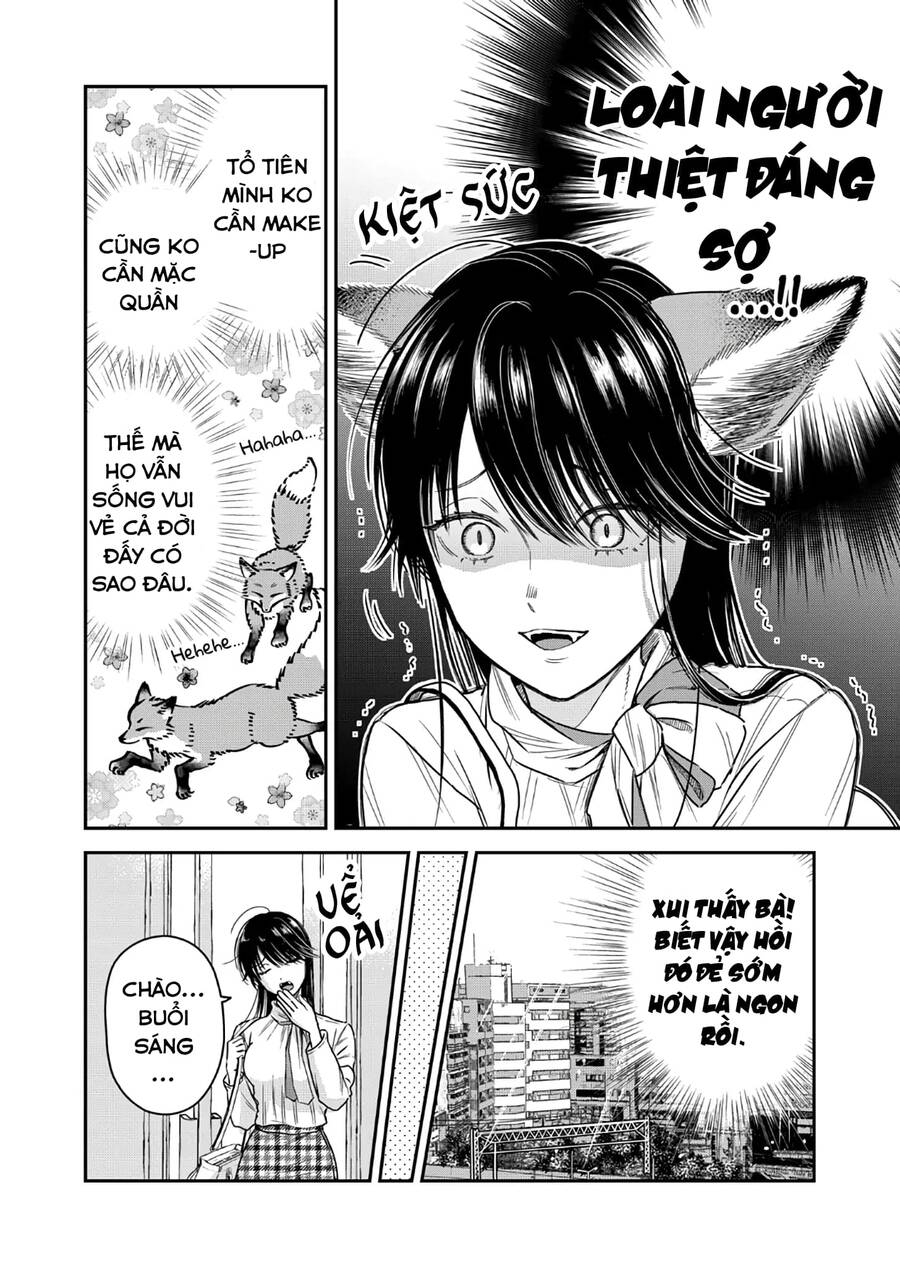 LOÀI NGƯỜI
THIỆT ĐÁNG
SỢ
...!!
KIỆT SỨC
TỔ TIÊN
MÌNH KO
CẦN MAKE
-UP
CŨNG KO
CẦN MẶC
QUẦN
Hahaha...
THẾ MÀ
HỌ VẪN
SỐNG VUI
VẺ CẢ ĐỜI
ĐẤY CÓ
SAO ĐÂU.
Hehehe...
XUI THẤY BÀ!
BIẾT VẬY HỒI
ĐÓ ĐẺ SỚM
HƠN LÀ NGON
RỒI.
UỂ
OẢI
CHÀO...
BUỔI
SÁNG
...